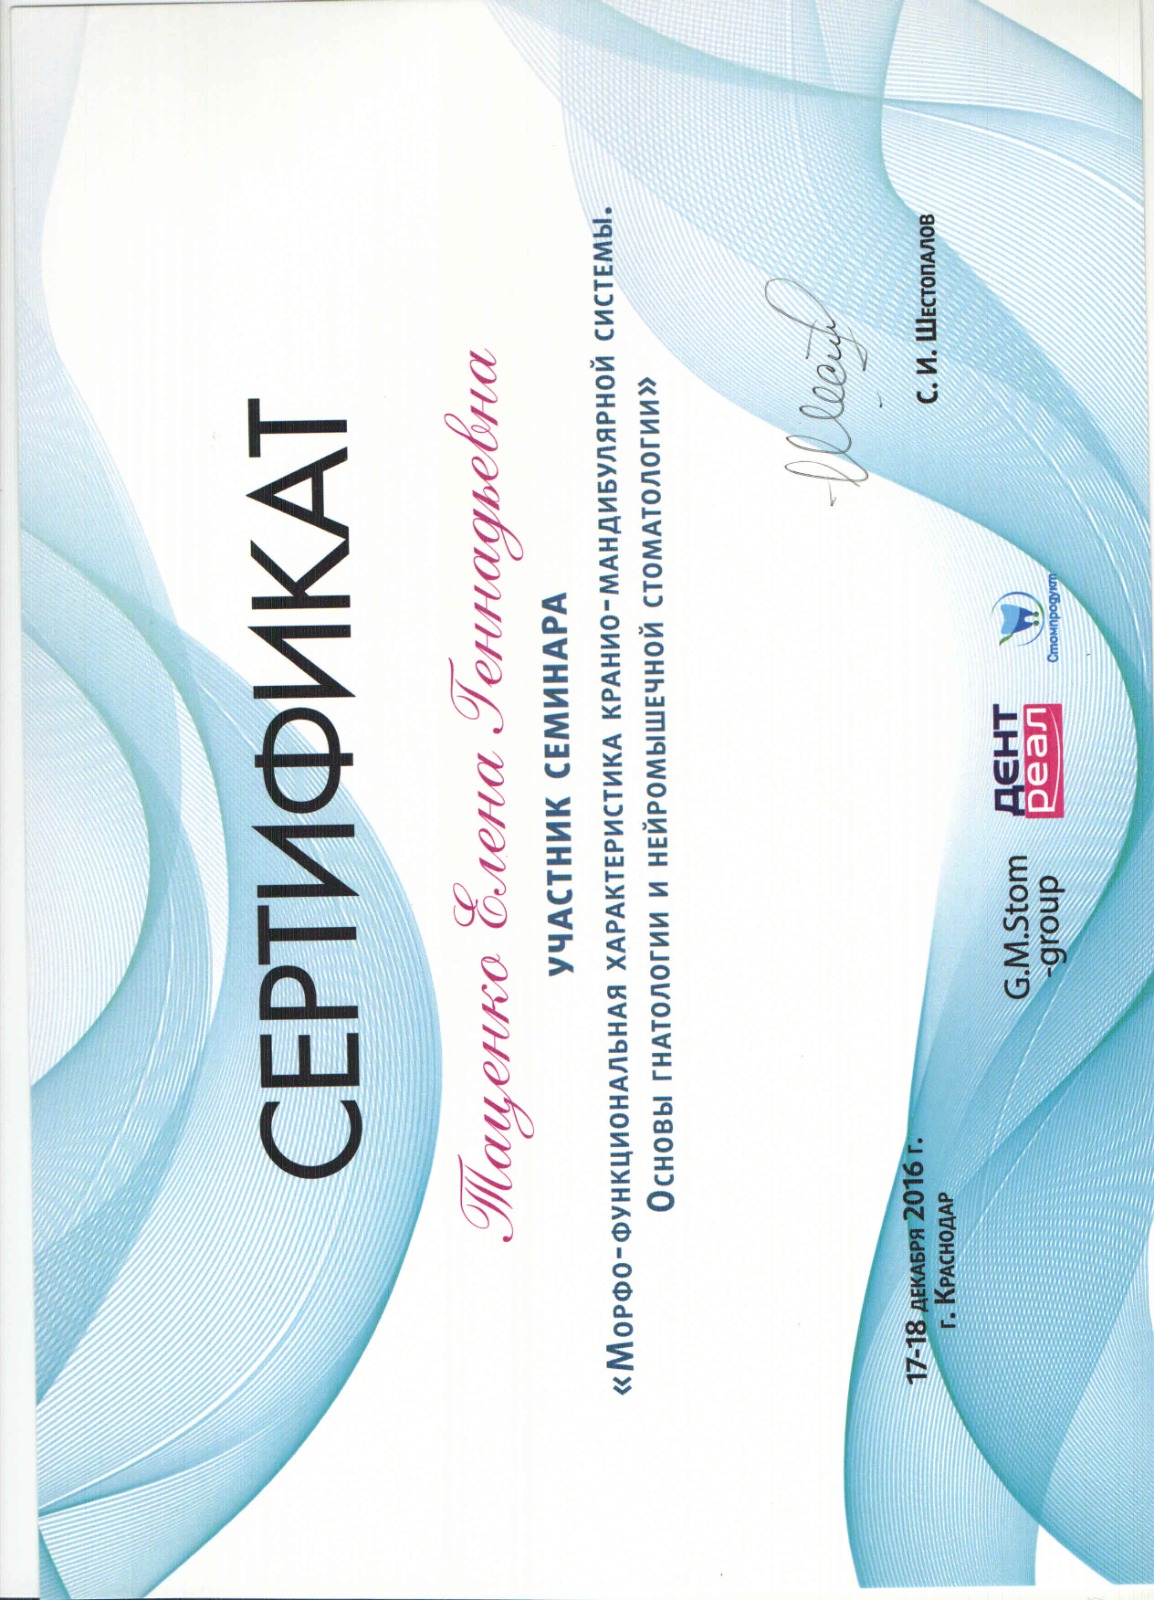 СЕРТИФИКАТ
Таценко Елена Геннадьевна
УЧАСТНИК СЕМИНАРА
«Морфо-функциональная характеристика кранио-мандибулярной системы.
Основы гнатологии и нейромышечной стоматологии»
17-18 декабря 2016 г.
г. Краснодар
С. И. Шестопалов
G.M.Stom
-group
ДЕНТ
реал
Стомпродукт